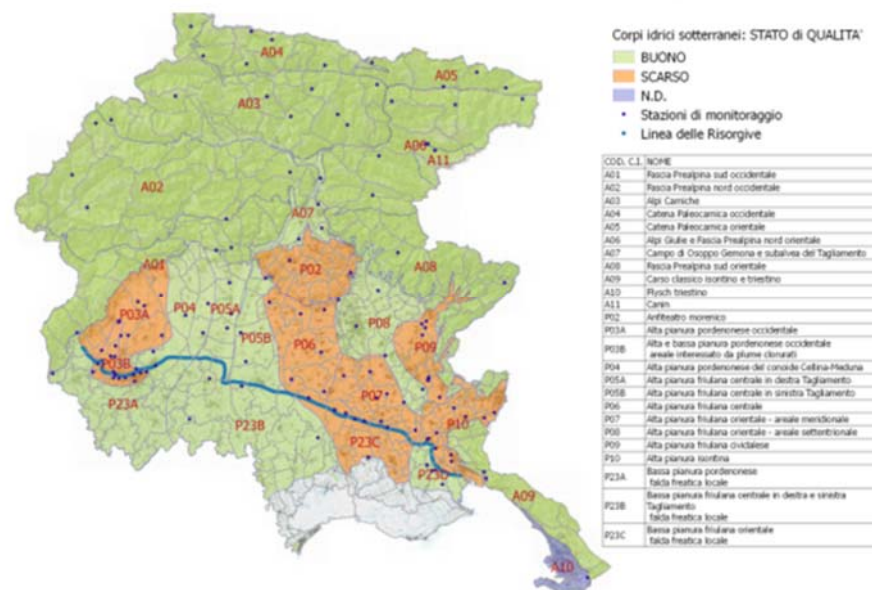 Corpi idrici sotterranei: STATO di QUALITA'
BUONO
SCARSO
N.D.
Stazioni di monitoraggio
Linea delle Risorgive
COD. C.I. NOME
A01 Fascia Prealpina sud occidentale
A02 Fascia Prealpina nord occidentale
A03 Alpi Carniche
A04 Catena Paleocarnica occidentale
A05 Catena Paleocarnica orientale
A06 Alpi Giulie e Fascia Prealpina nord orientale
A07 Campo di Osoppo Gemona e subalvea del Tagliamento
A08 Fascia Prealpina sud orientale
A09 Carso classico isontino e triestino
A10 Flysch triestino
A11 Canin
P02 Anfiteatro morenico
P03A Alta pianura pordenonese occidentale
P03B Alta e bassa pianura pordenonese occidentale
areale interessato da plume clorurati
P04 Alta pianura pordenonese del conoide Cellina-Meduna
P05A Alta pianura friulana centrale in destra Tagliamento
P05B Alta pianura friulana centrale in sinistra Tagliamento
P06 Alta pianura friulana centrale
P07 Alta pianura friulana orientale - areale meridionale
P08 Alta pianura friulana orientale - areale settentrionale
P09 Alta pianura friulana cividalese
P10 Alta pianura isontina
P23A Bassa pianura pordenonese
falda freatica locale
P23B Bassa pianura friulana centrale in destra e sinistra
Tagliamento
falda freatica locale
P23C Bassa pianura friulana orientale
falda freatica locale
A04
A05
A03
A06
A11
A02
A07
A01
P02
A08
P03A
P04
P05A
P05B
P06
P08
P09
P03B
P23A
P07
P10
P23B
P23C
A09
A10